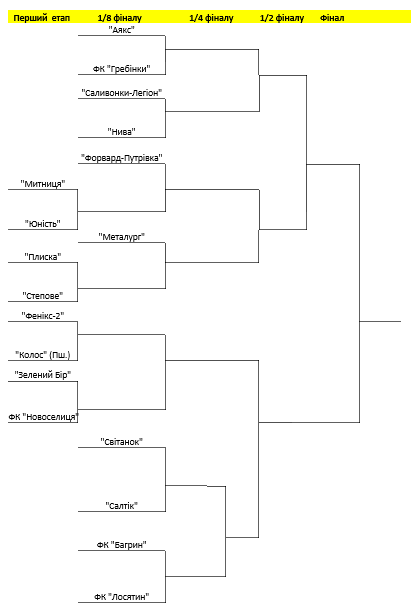 Перший етап 1/8 фіналу 1/4 фіналу 1/2 фіналу Фінал
"Аякс"
ФК "Гребінки"
"Саливонки-Легіон"
"Нива"
"Форвард-Путрівка"
"Митниця"
"Юність"
"Металург"
"Плиска"
"Степове"
"Фенікс-2"
"Колос" (Пш.)
"Зелений Бір"
ФК "Новоселиця"
"Світанок"
"Салтік"
ФК "Багрин"
ФК "Лосятин"